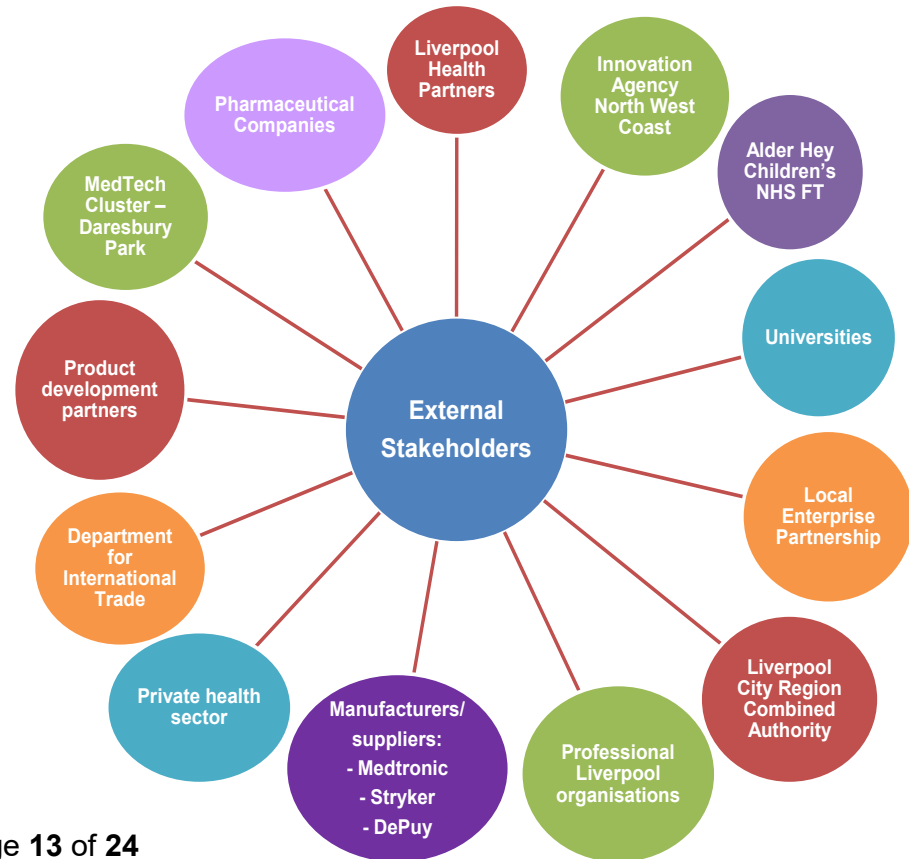 Liverpool
Health
Partners
Innovation
Agency
North West
Coast
Alder Hey
Children’s
NHS FT
Universities
Local
Enterprise
Partnership
Liverpool
City Region
Combined
Authority
Professional
Liverpool
organisations
Manufacturers/
suppliers:
- Medtronic
- Stryker
- DePuy
Private health
sector
Department
for
International
Trade
Product
development
partners
MedTech
Cluster –
Daresbury
Park
Pharmaceutical
Companies
External
Stakeholders
ge 13 of 24